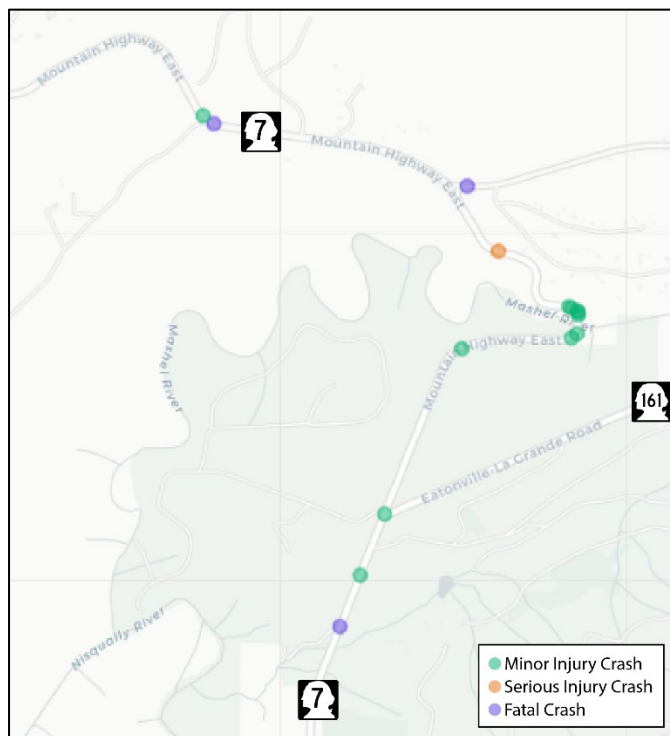 Mountain Highway East
7
Mountain Highway East
Mashel River
Mashel River
Mountain Highway East
161
Eatonville-La Grande Road
Nisqually River
7
Minor Injury Crash
Serious Injury Crash
Fatal Crash